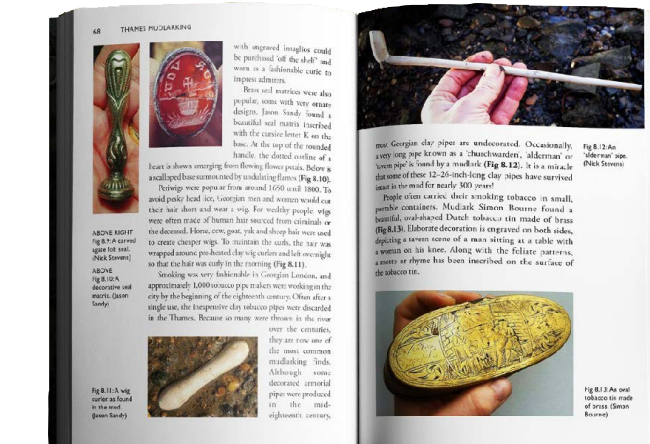 68 THAMES MUDLARKING
with engraved intaglios could
be purchased 'off the shelf' and
worn as a fashionable curio to
impress admirers.
Brass seal matrices were also
popular, some with very ornate
designs. Jason Sandy found a
beautiful seal matrix inscribed
with the cursive letter K on the
base. At the top of the rounded
handle, the dotted outline of a
heart is shown emerging from flowing flower petals. Below is
a scalloped base surmounted by undulating flames (Fig 8.10).
Periwigs were popular from around 1650 until 1800. To
avoid pesky head lice, Georgian men and women would cut
their hair short and wear a wig. For wealthy people wigs
were often made of human hair sourced from criminals or
the deceased. Horse, cow, goat, yak and sheep hair were used
to create cheaper wigs. To maintain the curls, the hair was
wrapped around pre-heated clay wig curlers and left overnight
so that the hair was curly in the morning (Fig 8.11).
Smoking was very fashionable in Georgian London, and
approximately 1,000 tobacco pipe makers were working in the
city by the beginning of the eighteenth century. Often after a
single use, the inexpensive clay tobacco pipes were discarded
in the Thames. Because so many were thrown in the river
over the centuries,
they are now one of
the most common
mudlarking finds.
Although some
decorated armorial
pipes were produced
in the mid-
eighteenth century,
ABOVE RIGHT
Fig 8.9: A carved
agate fob seal.
(Nick Stevens)
ABOVE
Fig 8.10: A
decorative seal
matrix. (Jason
Sandy)
Fig 8.11: A wig
curler as found
in the mud.
(Jason Sandy)
most Georgian clay pipes are undecorated. Occasionally,
a very long pipe known as a 'churchwarden', 'alderman' or
'tavern pipe' is found by a mudlark (Fig 8.12). It is a miracle
that some of these 12–26-inch-long clay pipes have survived
intact in the mud for nearly 300 years!
People often carried their smoking tobacco in small,
portable containers. Mudlark Simon Bourne found a
beautiful, oval-shaped Dutch tobacco tin made of brass
(Fig 8.13). Elaborate decoration is engraved on both sides,
depicting a tavern scene of a man sitting at a table with
a woman on his knee. Along with the foliate patterns,
a motto or rhyme has been inscribed on the surface of
the tobacco tin.
Fig 8.12: An
'alderman' pipe.
(Nick Stevens)
Fig 8.13: An oval
tobacco tin made
of brass. (Simon
Bourne)